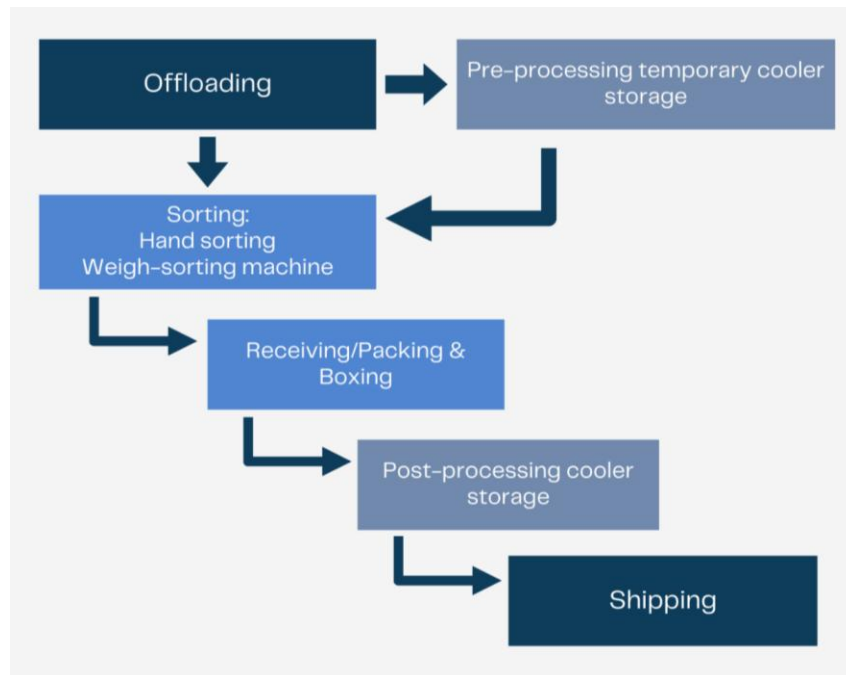 Offloading
Pre-processing temporary cooler
storage
Sorting:
Hand sorting
Weigh-sorting machine
Receiving/Packing &
Boxing
Post-processing cooler
storage
Shipping